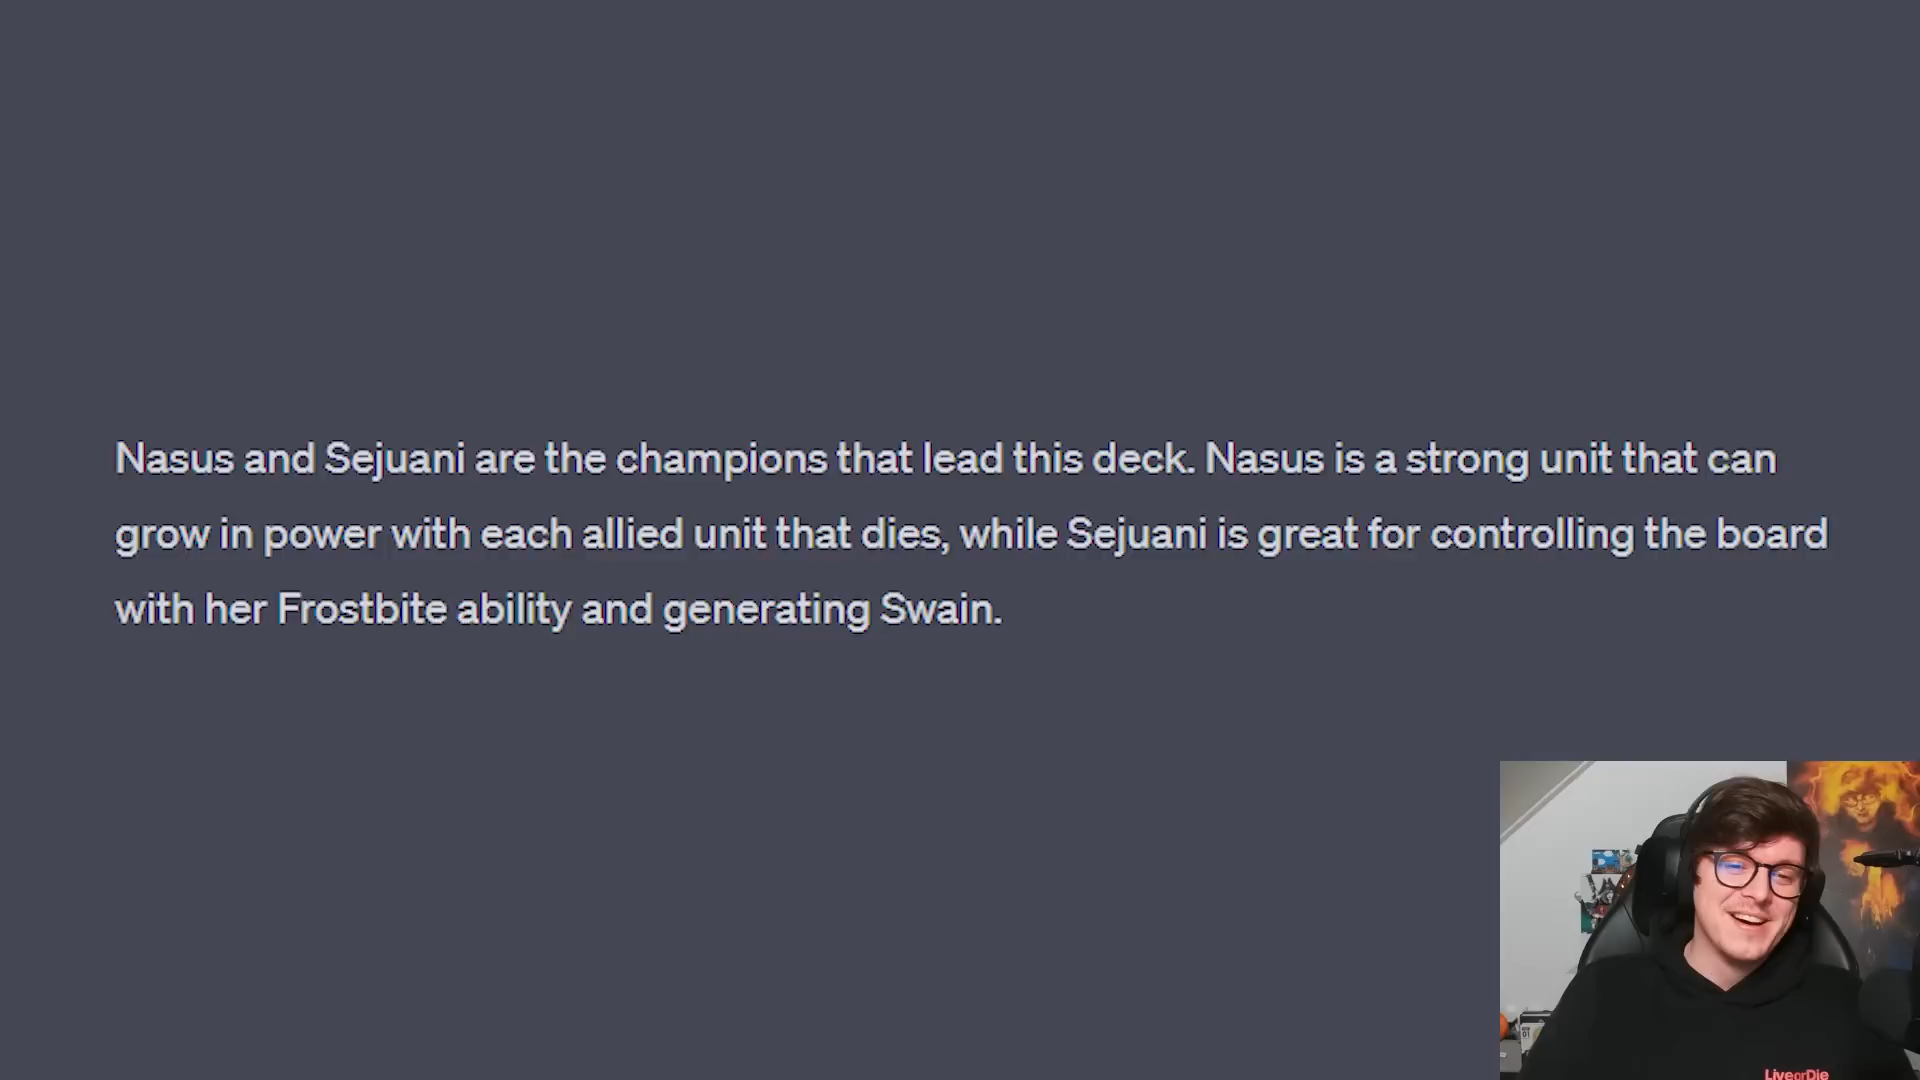 Nasus and Sejuani are the champions that lead this deck. Nasus is a strong unit that can
grow in power with each allied unit that dies, while Sejuani is great for controlling the board
with her Frostbite ability and generating Swain.
LiveorDie